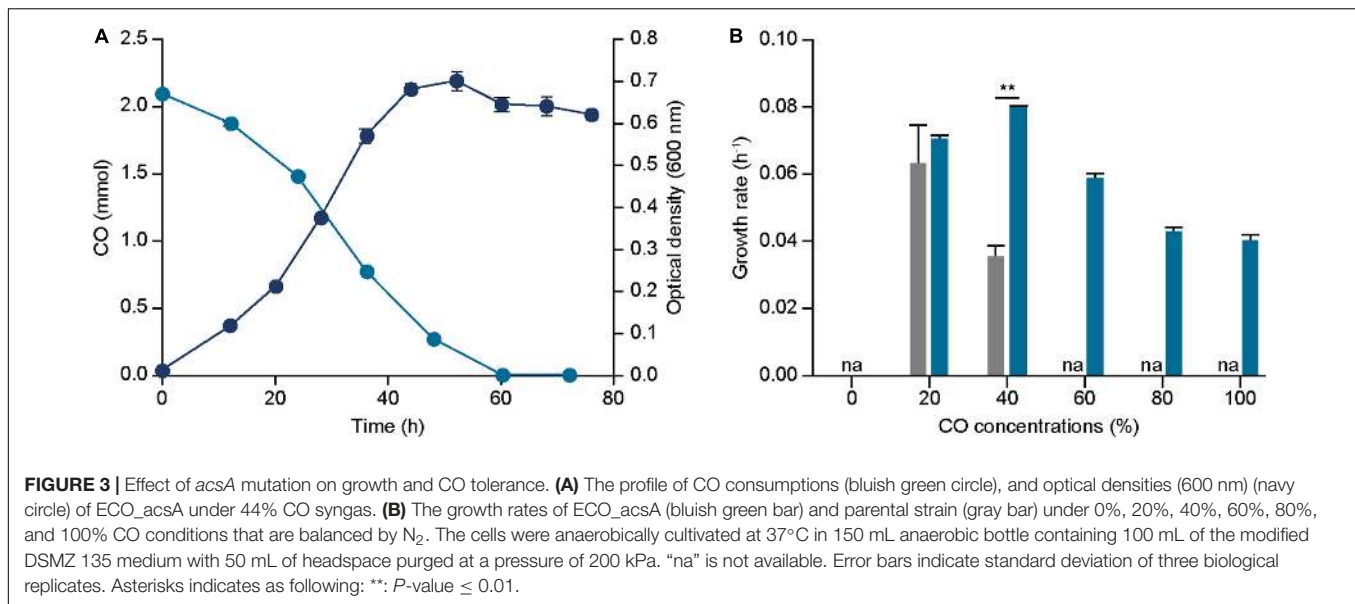 A
B
2.5
2.0
1.5
1.0
0.5
0.0
CO (mmol)
0.8
0.7
0.6
0.5
0.4
0.3
0.2
0.1
0.0
Optical density (600 nm)
0 20 40 60 80
Time (h)
0.10
0.08
0.06
0.04
0.02
0.00
Growth rate (h⁻¹)
**
na na na na
0 20 40 60 80 100
CO concentrations (%)
FIGURE 3 | Effect of acsA mutation on growth and CO tolerance. (A) The profile of CO consumptions (bluish green circle), and optical densities (600 nm) (navy
circle) of ECO_acsA under 44% CO syngas. (B) The growth rates of ECO_acsA (bluish green bar) and parental strain (gray bar) under 0%, 20%, 40%, 60%, 80%,
and 100% CO conditions that are balanced by N₂. The cells were anaerobically cultivated at 37°C in 150 mL anaerobic bottle containing 100 mL of the modified
DSMZ 135 medium with 50 mL of headspace purged at a pressure of 200 kPa. “na” is not available. Error bars indicate standard deviation of three biological
replicates. Asterisks indicates as following: **: P-value ≤ 0.01.